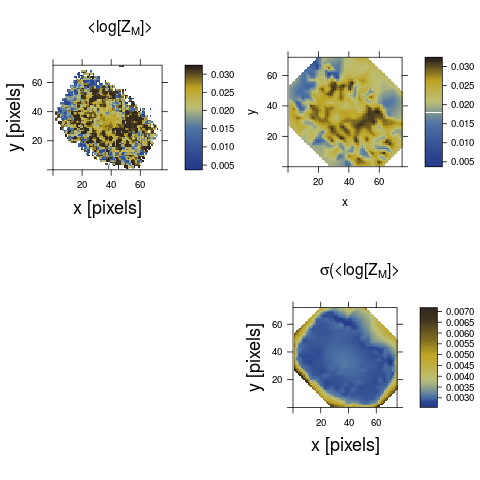 <log[Z_M]>
y [pixels]
60
40
20
20 40 60
x [pixels]
0.030
0.025
0.020
0.015
0.010
0.005
y
60
40
20
20 40 60
x
0.030
0.025
0.020
0.015
0.010
0.005
σ(<log[Z_M]>
y [pixels]
60
40
20
20 40 60
x [pixels]
0.0070
0.0065
0.0060
0.0055
0.0050
0.0045
0.0040
0.0035
0.0030